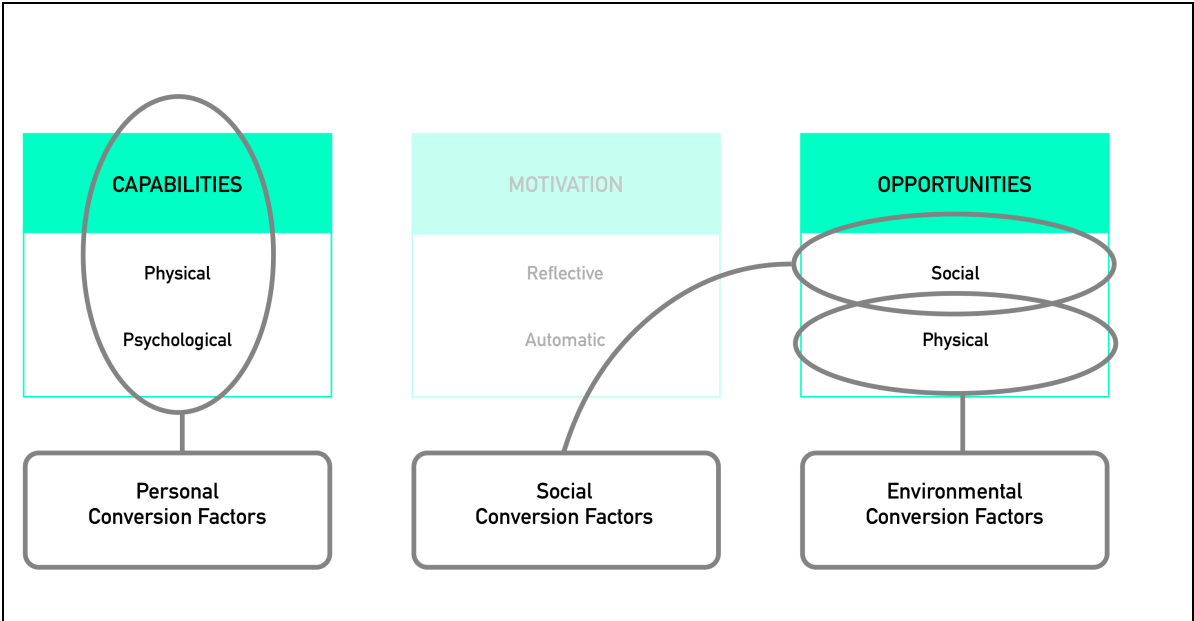 CAPABILITIES
Physical
Psychological
MOTIVATION
Reflective
Automatic
OPPORTUNITIES
Social
Physical
Personal
Conversion Factors
Social
Conversion Factors
Environmental
Conversion Factors